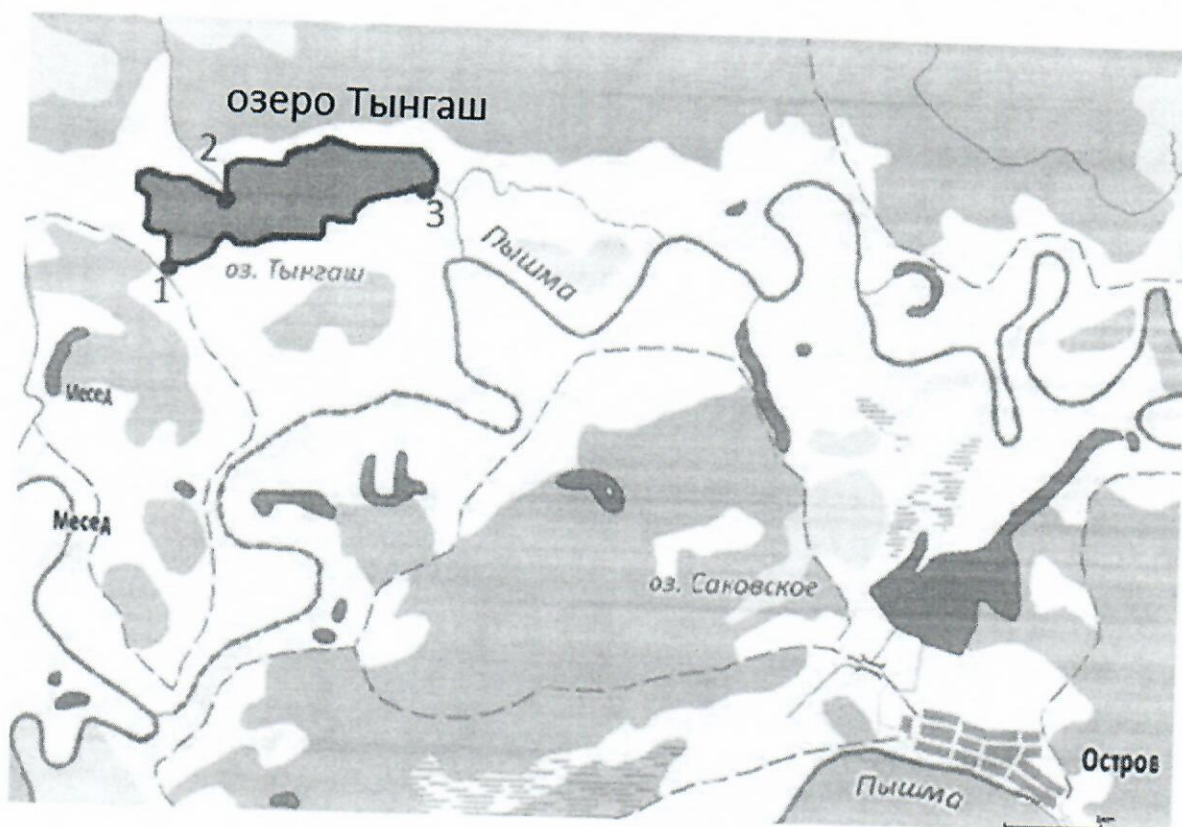 озеро Тынгаш
2
3
Пышма
оз. Тынгаш
1
Месед
Месед
оз. Саковское
Остров
Пышма